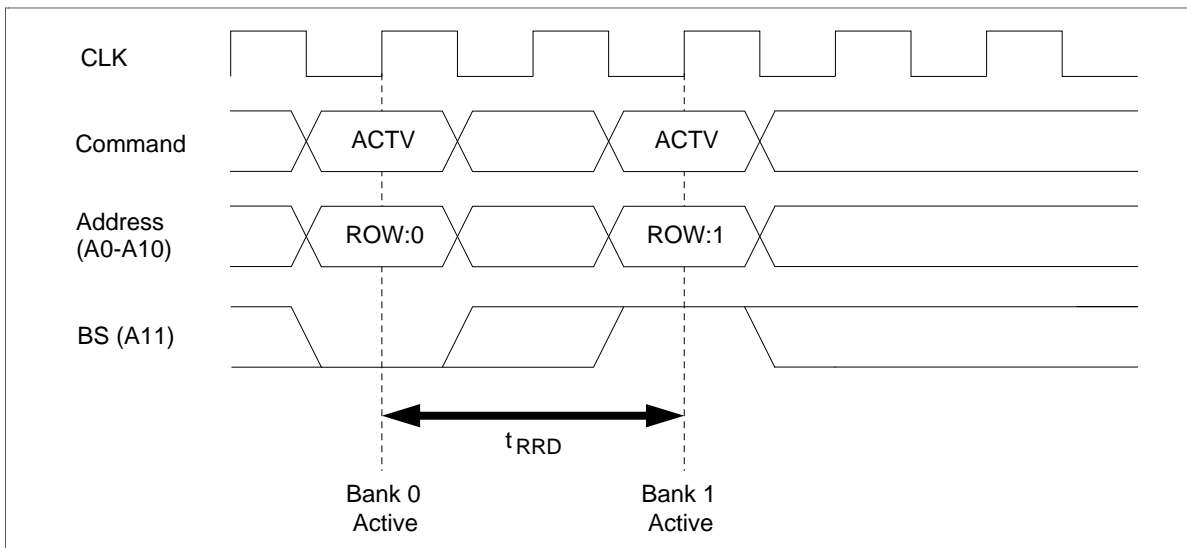 CLK
Command
ACTV
ACTV
Address
(A0-A10)
ROW:0
ROW:1
BS (A11)
t RRD
Bank 0
Active
Bank 1
Active